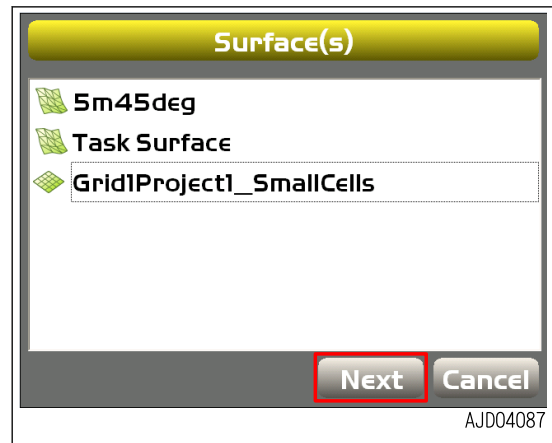 Surface(s)
5m45deg
Task Surface
Grid1Project1_SmallCells
Next Cancel
AJD04087